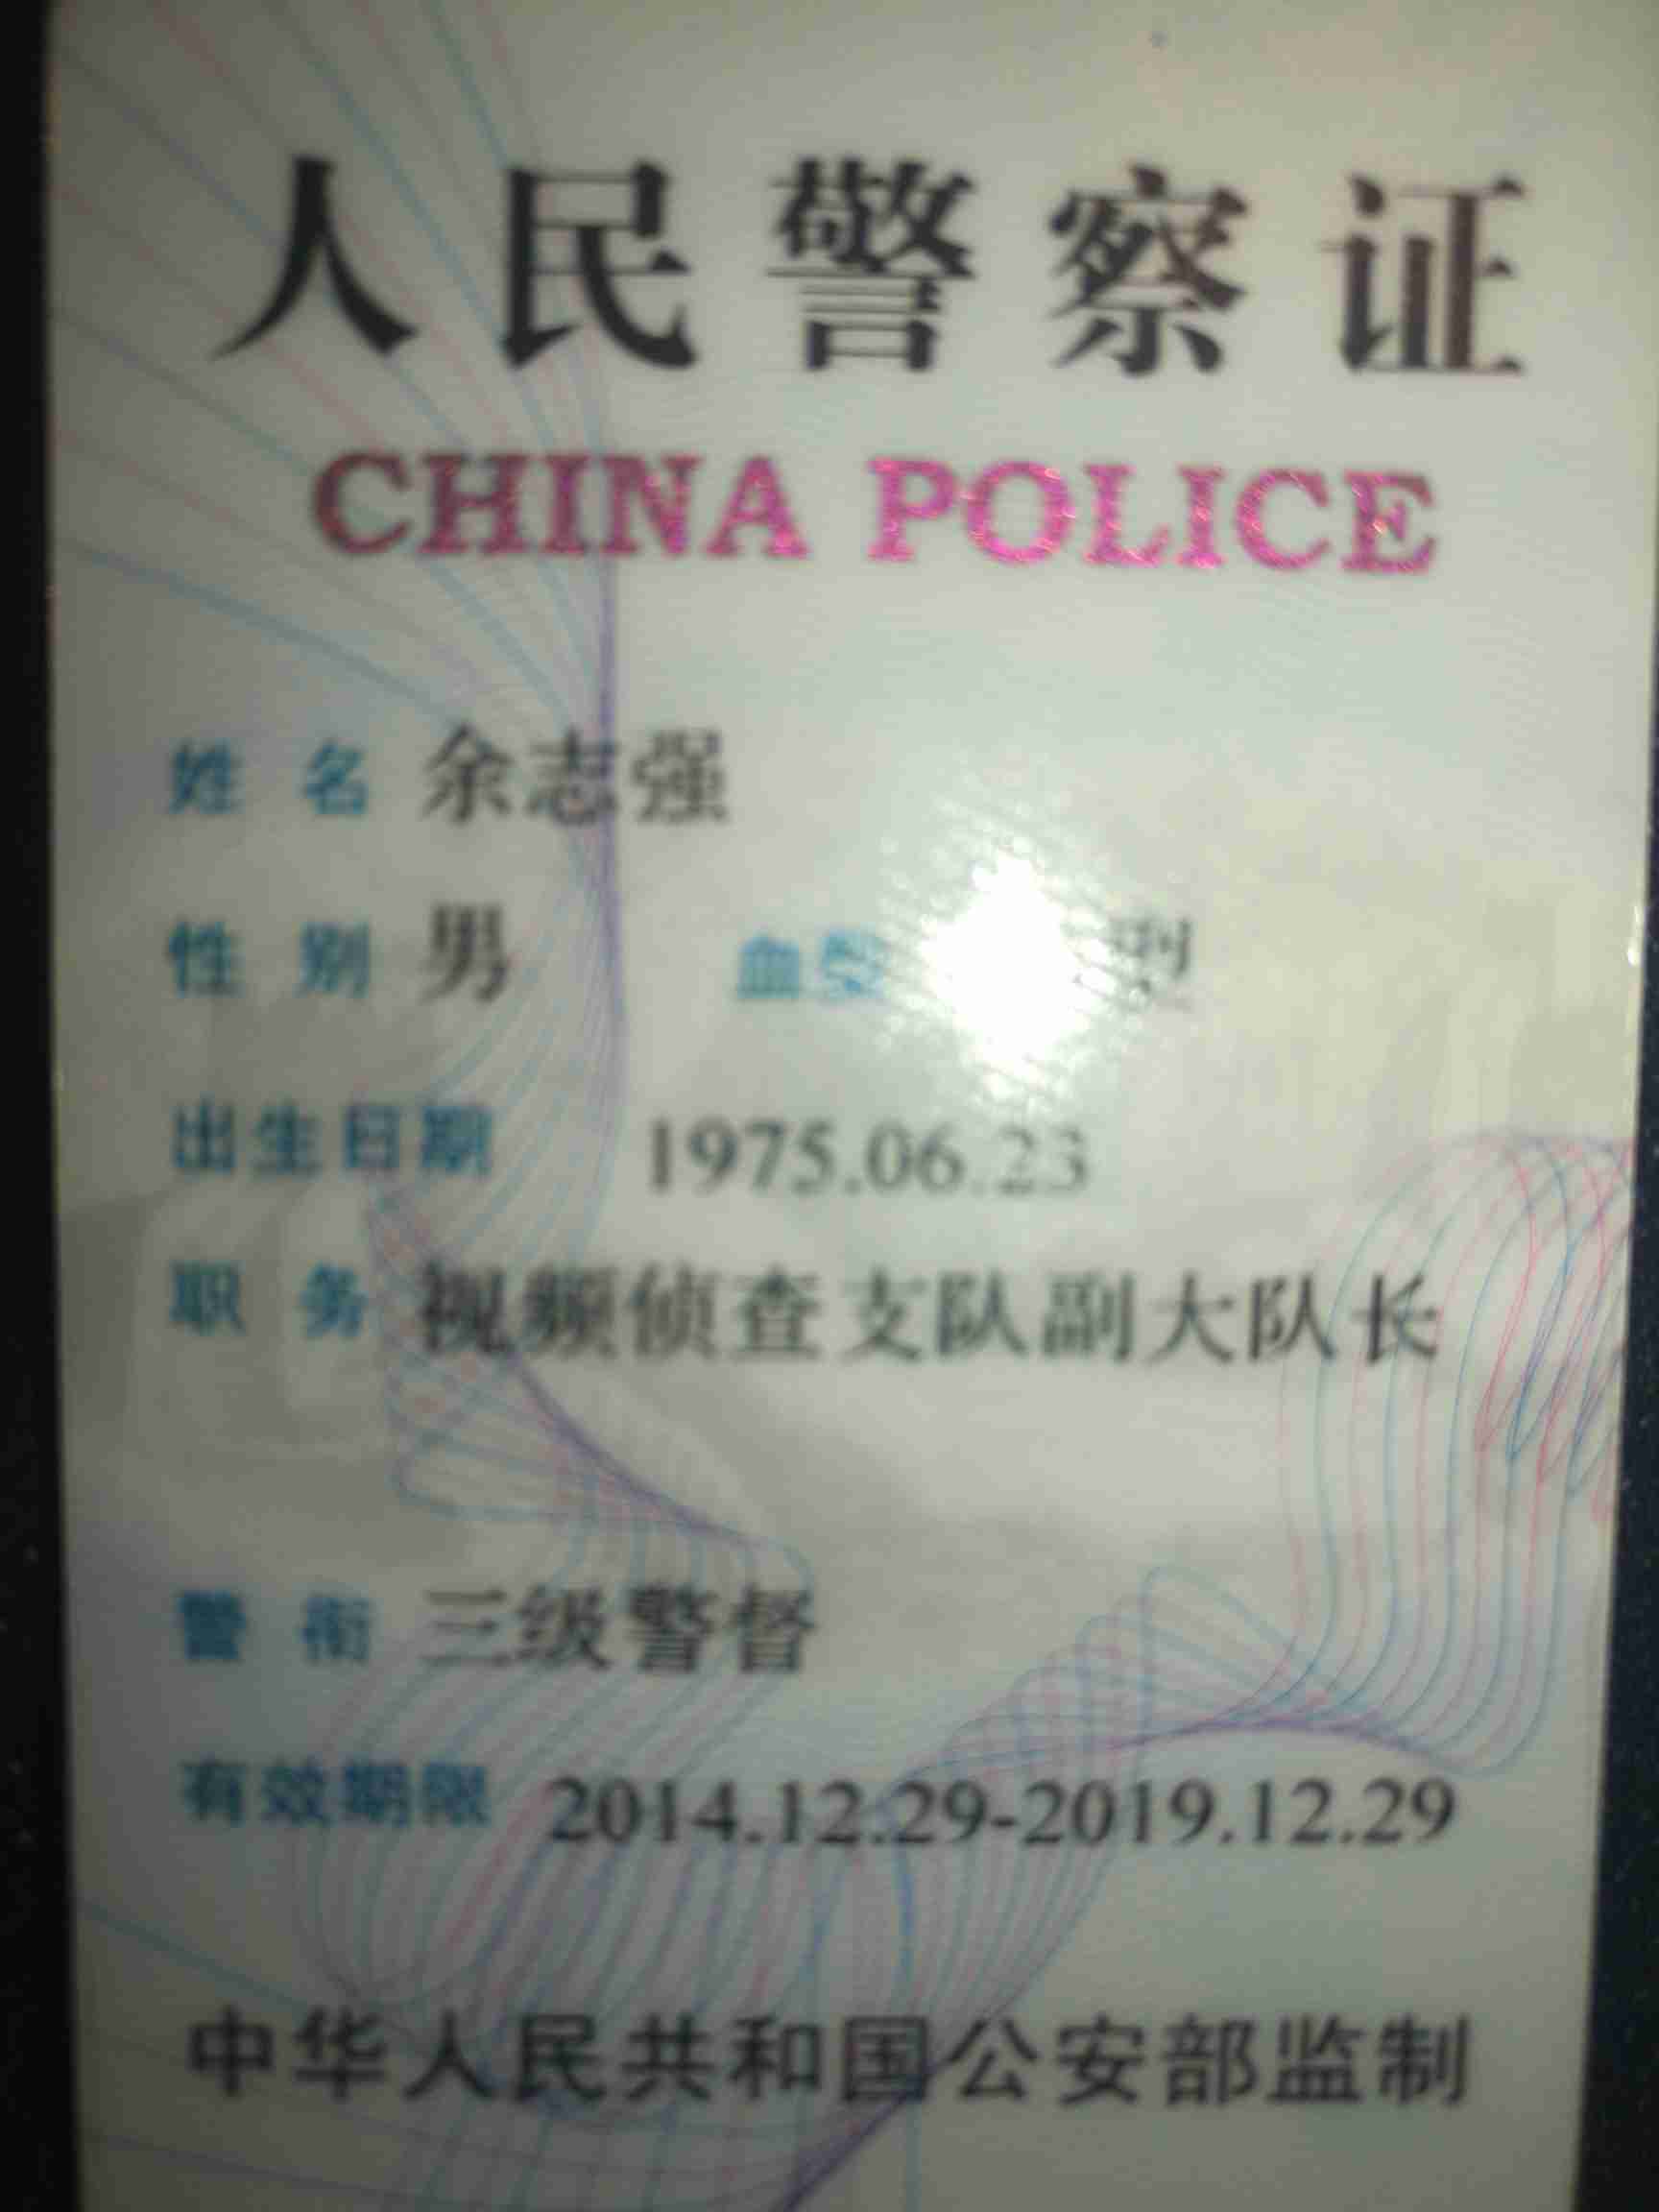 人民警察证
CHINA POLICE
姓名 余志强
性别 男 血型 型
出生日期 1975.06.23
职务 视频侦查支队副大队长
警衔 三级警督
有效期限 2014.12.29-2019.12.29
中华人民共和国公安部监制